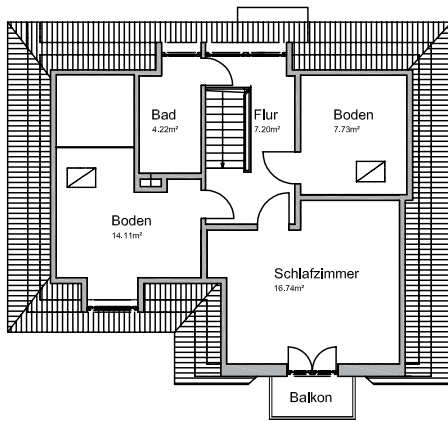 Bad
4.22m²
Flur
7.20m²
Boden
7.73m²
Boden
14.11m²
Schlafzimmer
16.74m²
Balkon